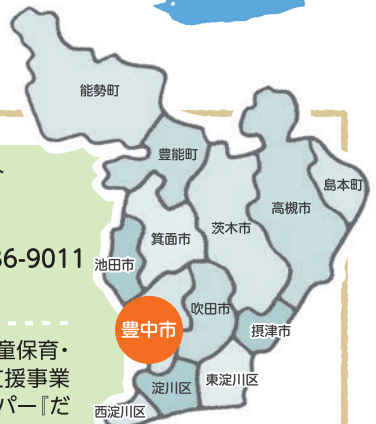 能勢町
豊能町
島本町
高槻市
茨木市
箕面市
池田市
吹田市
豊中市
摂津市
淀川区
東淀川区
西淀川区
6-9011
童保育・
支援事業
パー『だ